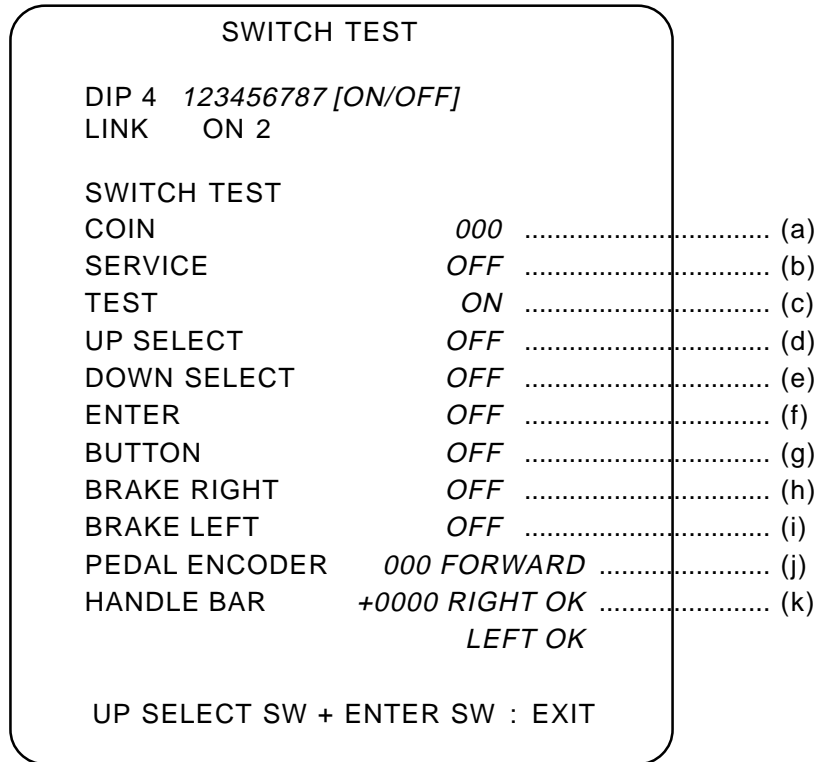 SWITCH TEST
DIP 4 123456787 [ON/OFF]
LINK ON 2
SWITCH TEST
COIN 000 ................................. (a)
SERVICE OFF ................................. (b)
TEST ON ................................. (c)
UP SELECT OFF ................................. (d)
DOWN SELECT OFF ................................. (e)
ENTER OFF ................................. (f)
BUTTON OFF ................................. (g)
BRAKE RIGHT OFF ................................. (h)
BRAKE LEFT OFF ................................. (i)
PEDAL ENCODER 000 FORWARD ....................... (j)
HANDLE BAR +0000 RIGHT OK ....................... (k)
LEFT OK
UP SELECT SW + ENTER SW : EXIT